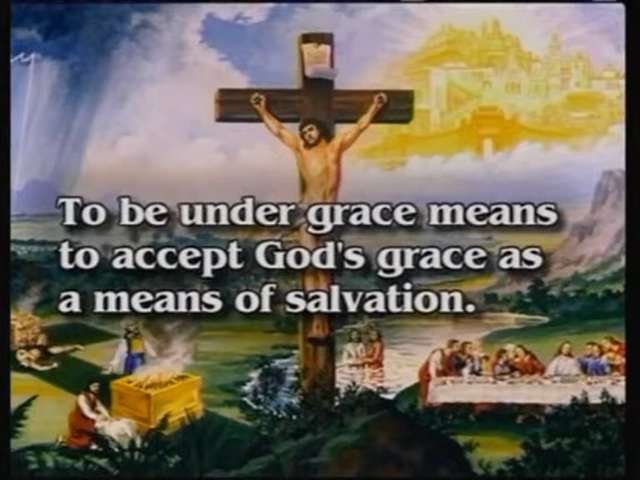 To be under grace means
to accept God's grace as
a means of salvation.